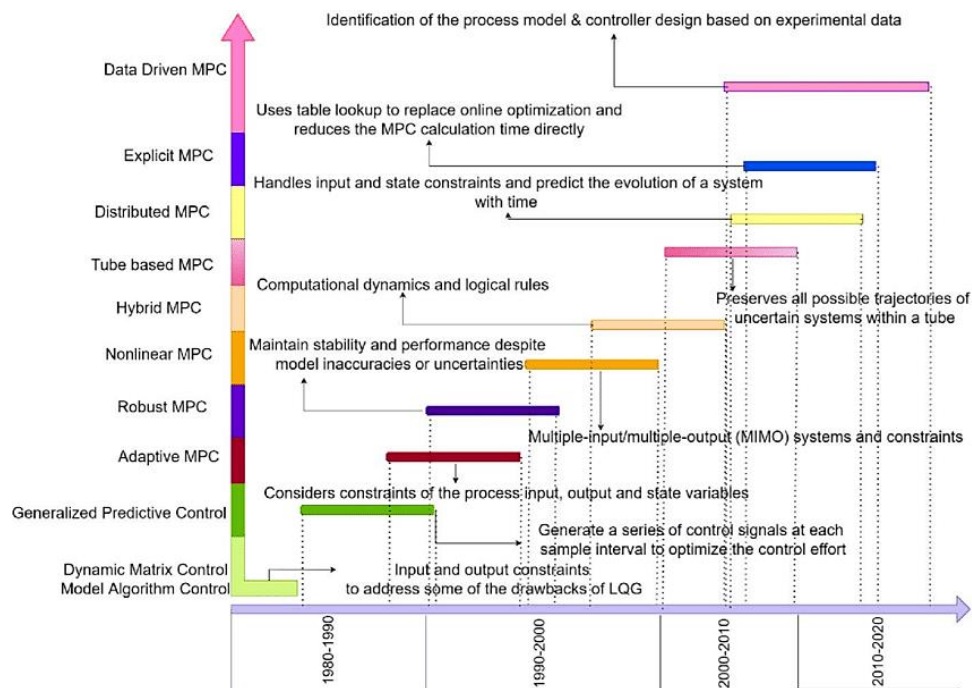 Identification of the process model & controller design based on experimental data
Data Driven MPC
Uses table lookup to replace online optimization and
reduces the MPC calculation time directly
Explicit MPC
Handles input and state constraints and predict the evolution of a system
with time
Distributed MPC
Tube based MPC
Computational dynamics and logical rules
Preserves all possible trajectories of
uncertain systems within a tube
Hybrid MPC
Maintain stability and performance despite
model inaccuracies or uncertainties
Nonlinear MPC
Robust MPC
Multiple-input/multiple-output (MIMO) systems and constraints
Adaptive MPC
Considers constraints of the process input, output and state variables
Generalized Predictive Control
Generate a series of control signals at each
sample interval to optimize the control effort
Dynamic Matrix Control
Model Algorithm Control
Input and output constraints
to address some of the drawbacks of LQG
1980-1990
1990-2000
2000-2010
2010-2020